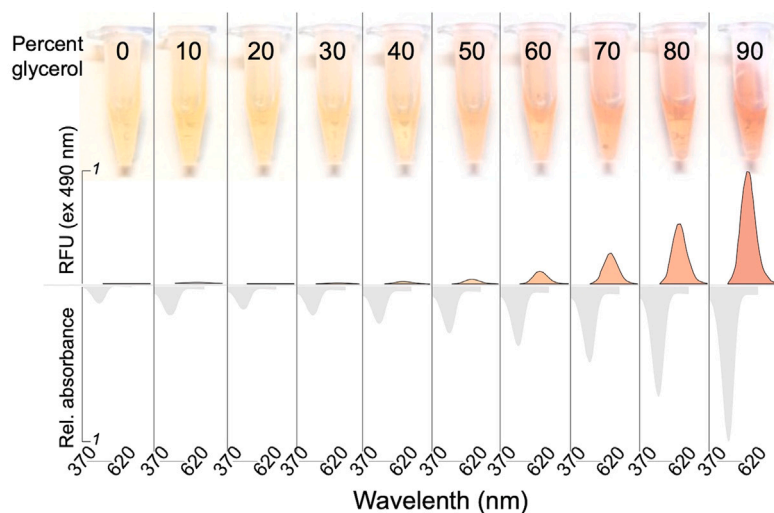 Percent glycerol 0 10 20 30 40 50 60 70 80 90
RFU (ex 490 nm)
1
Rel. absorbance
1
370 620 370 620 370 620 370 620 370 620 370 620 370 620 370 620 370 620 370 620
Wavelenth (nm)